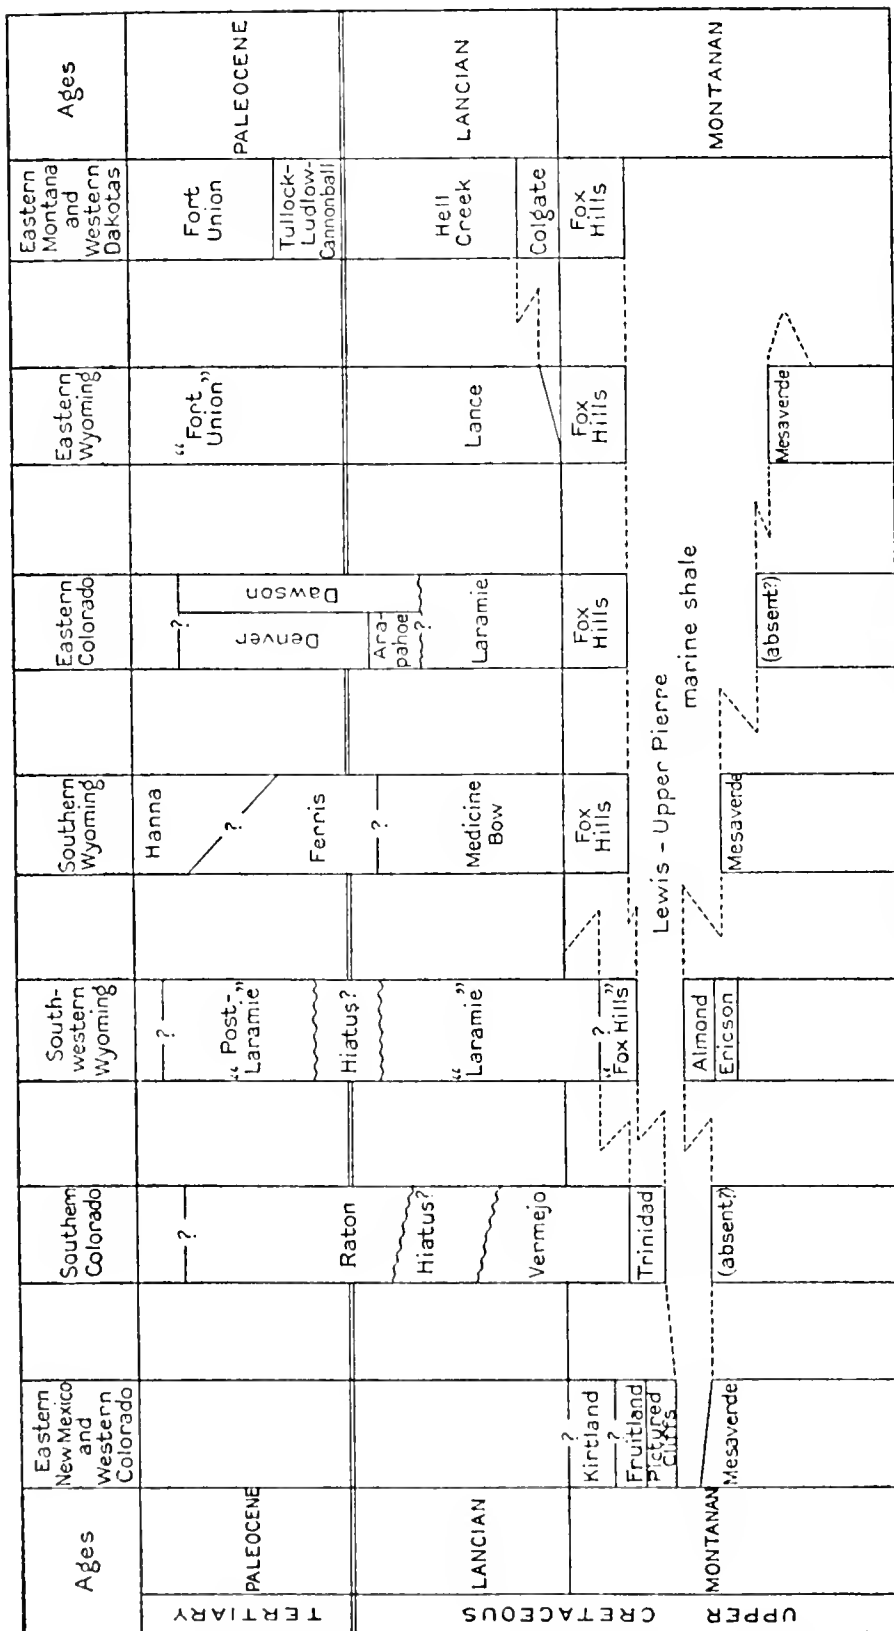 Ages
Eastern
New Mexico
and
Western
Colorado
Southern
Colorado
South-
western
Wyoming
Southern
Wyoming
Eastern
Colorado
Eastern
Wyoming
Eastern
Montana
and
Western
Dakotas
Ages
TERTIARY
PALEOCENE
UPPER CRETACEOUS
LANCIAN
MONTANAN
?
Kirtland
?
Fruitland
Pictured
Cliffs
Mesaverde
?
Raton
Hiatus?
Vermejo
Trinidad
(absent?)
?
“Post-
Laramie”
Hiatus?
“Laramie”
?
“Fox Hills”
Almond
Ericson
Hanna
?
Ferris
?
Medicine
Bow
Fox
Hills
Mesaverde
?
Denver
Dawson
Ara-
pahoe
?
Laramie
Fox
Hills
(absent?)
“Fort
Union”
Lance
Fox
Hills
Mesaverde
Fort
Union
Tullock-
Ludlow-
Cannonball
Hell
Creek
Colgate
Fox
Hills
Lewis - Upper Pierre
marine shale
PALEOCENE
LANCIAN
MONTANAN